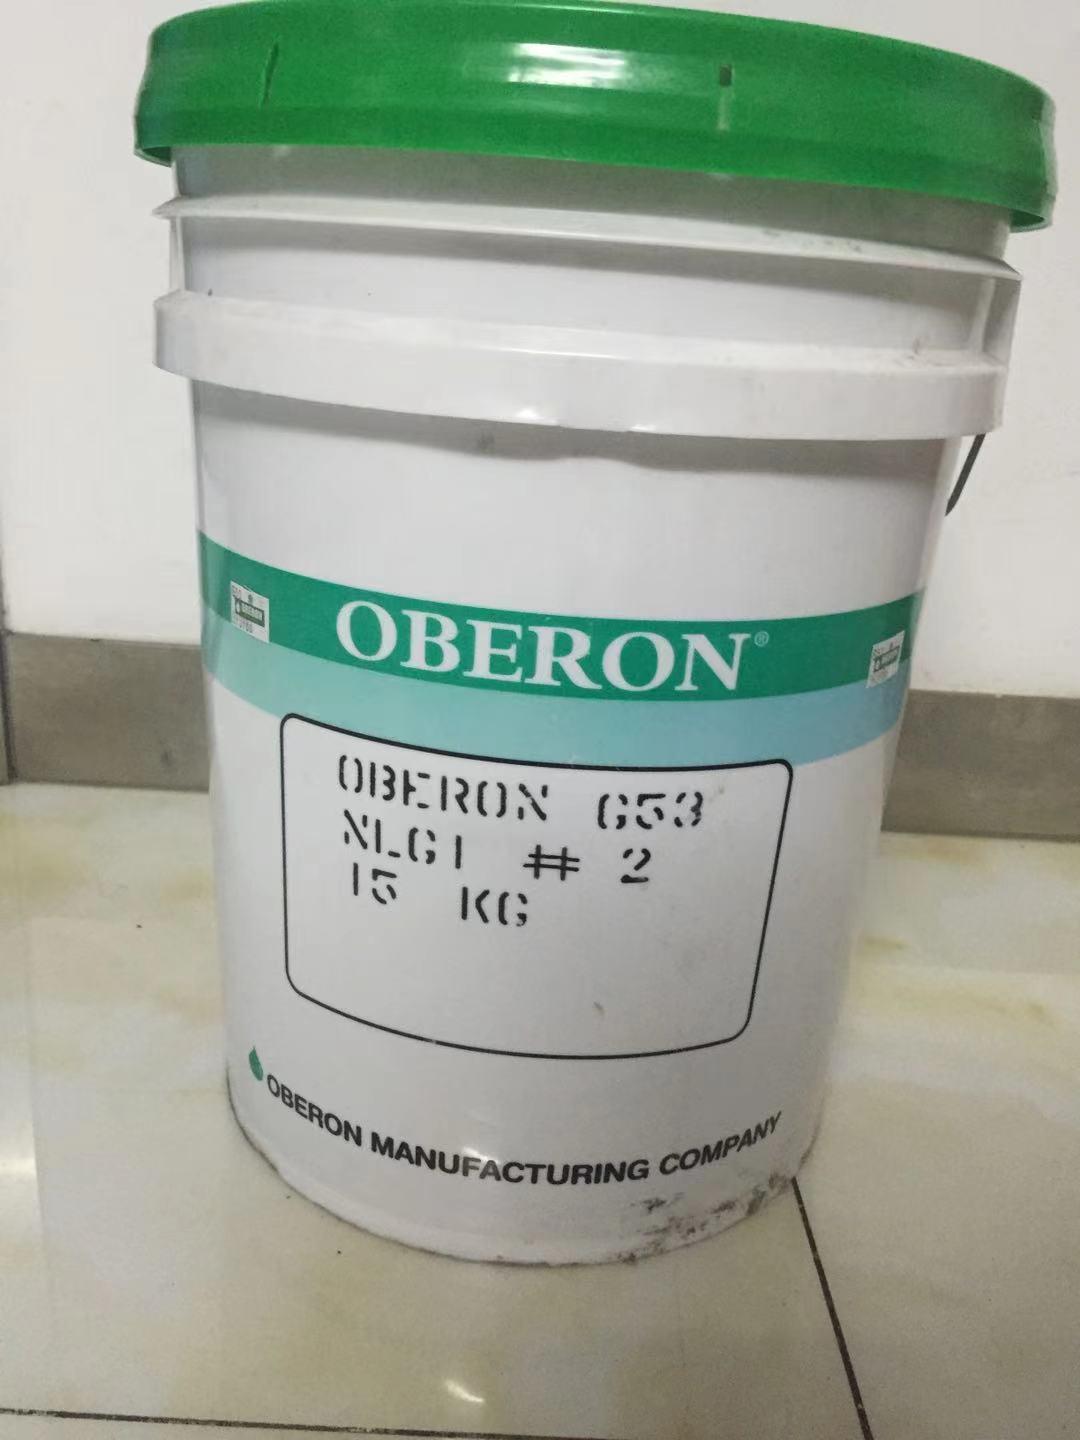 OBERON®
OBERON G53
NLGI # 2
15 KG
OBERON MANUFACTURING COMPANY